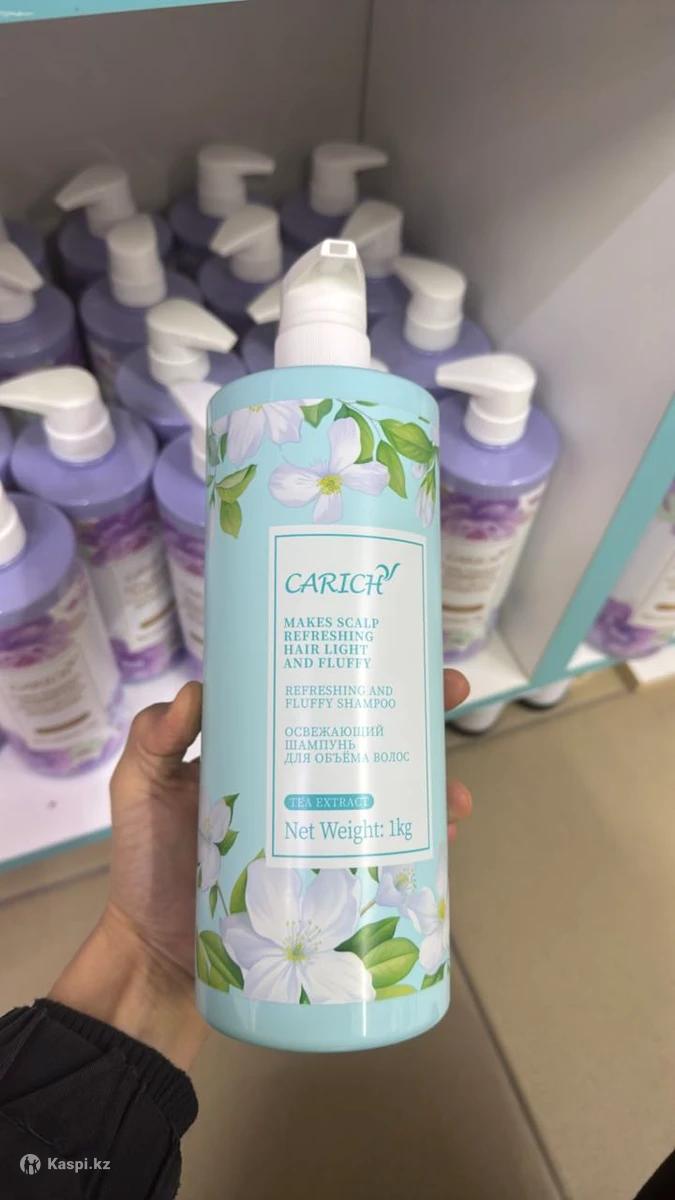 CARICH
MAKES SCALP
REFRESHING
HAIR LIGHT
AND FLUFFY
REFRESHING AND
FLUFFY SHAMPOO
ОСВЕЖАЮЩИЙ
ШАМПУНЬ
ДЛЯ ОБЪЁМА ВОЛОС
TEA EXTRACT
Net Weight: 1kg
CARICH
Kaspi.kz